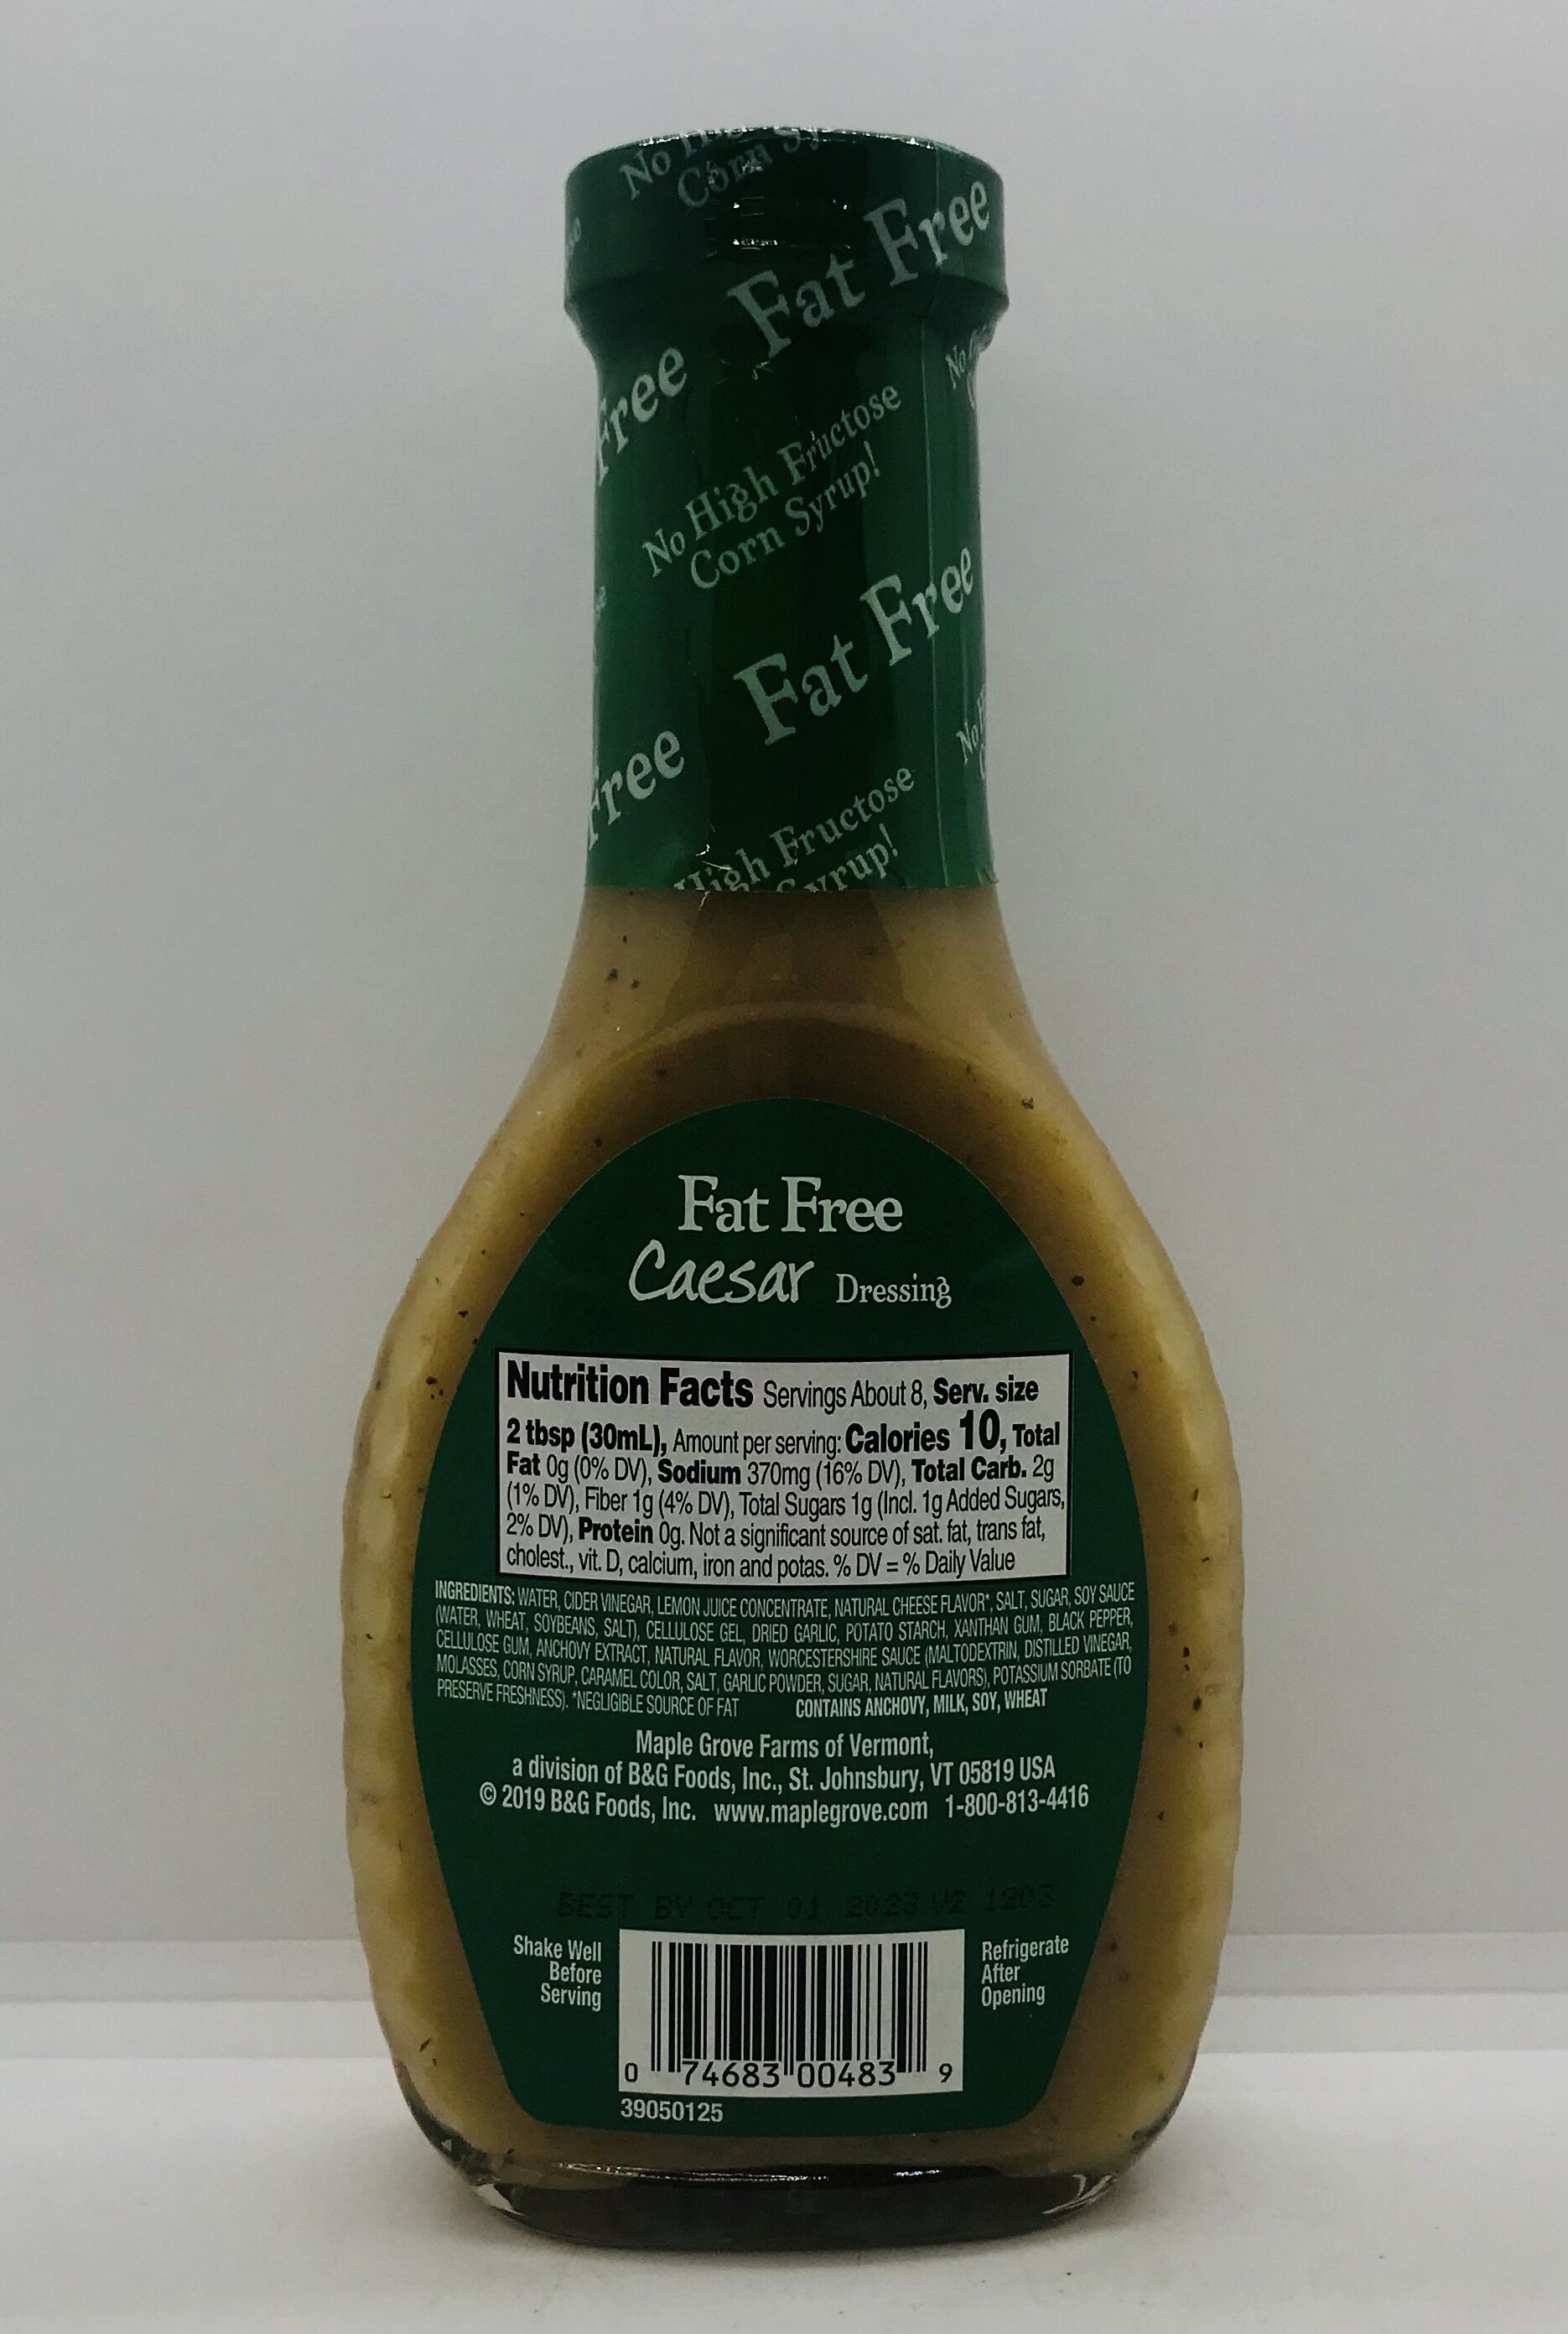 No Hig
Corn Sy
Fat Free
Free
No High Fructose
Corn Syrup!
Fat Free
Free
High Fructose
Syrup!
Fat Free
Caesar Dressing
Nutrition Facts Servings About 8, Serv. size
2 tbsp (30mL), Amount per serving: Calories 10, Total
Fat 0g (0% DV), Sodium 370mg (16% DV), Total Carb. 2g
(1% DV), Fiber 1g (4% DV), Total Sugars 1g (Incl. 1g Added Sugars,
2% DV), Protein 0g. Not a significant source of sat. fat, trans fat,
cholest., vit. D, calcium, iron and potas. % DV = % Daily Value
INGREDIENTS: WATER, CIDER VINEGAR, LEMON JUICE CONCENTRATE, NATURAL CHEESE FLAVOR*, SALT, SUGAR, SOY SAUCE
(WATER, WHEAT, SOYBEANS, SALT), CELLULOSE GEL, DRIED GARLIC, POTATO STARCH, XANTHAN GUM, BLACK PEPPER,
CELLULOSE GUM, ANCHOVY EXTRACT, NATURAL FLAVOR, WORCESTERSHIRE SAUCE (MALTODEXTRIN, DISTILLED VINEGAR,
MOLASSES, CORN SYRUP, CARAMEL COLOR, SALT, GARLIC POWDER, SUGAR, NATURAL FLAVORS), POTASSIUM SORBATE (TO
PRESERVE FRESHNESS). *NEGLIGIBLE SOURCE OF FAT CONTAINS ANCHOVY, MILK, SOY, WHEAT
Maple Grove Farms of Vermont,
a division of B&G Foods, Inc., St. Johnsbury, VT 05819 USA
© 2019 B&G Foods, Inc. www.maplegrove.com 1-800-813-4416
BEST BY OCT 01 2023 V2 1203
Shake Well
Before
Serving
Refrigerate
After
Opening
0 74683 00483 9
39050125